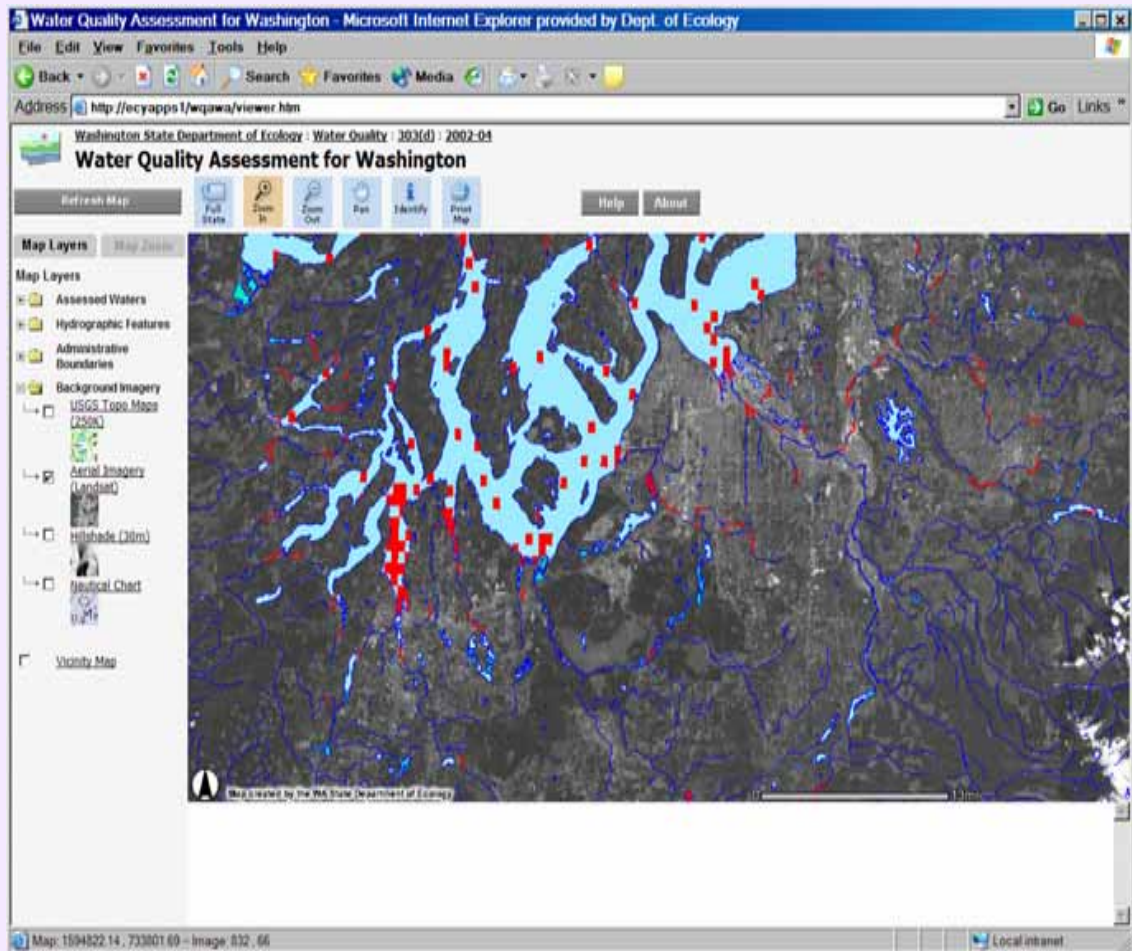 Water Quality Assessment for Washington - Microsoft Internet Explorer provided by Dept. of Ecology
File Edit View Favorites Tools Help
Back Search Favorites Media
Address http://ecyapps1/wqawa/viewer.htm Go Links »
Washington State Department of Ecology : Water Quality : 303(d) : 2002-04
Water Quality Assessment for Washington
Refresh Map
Full State
Zoom In
Zoom Out
Pan
Identify
Print Map
Help
About
Map Layers Map Zoom
Map Layers
Assessed Waters
Hydrographic Features
Administrative
Boundaries
Background Imagery
USGS Topo Maps
(250K)
Aerial Imagery
(Landsat)
Hillshade (30m)
Nautical Chart
Vicinity Map
Map created by the WA State Department of Ecology
0 13mi
Map: 1594822.14 , 733801.69 -- Image: 832 , 66
Local intranet